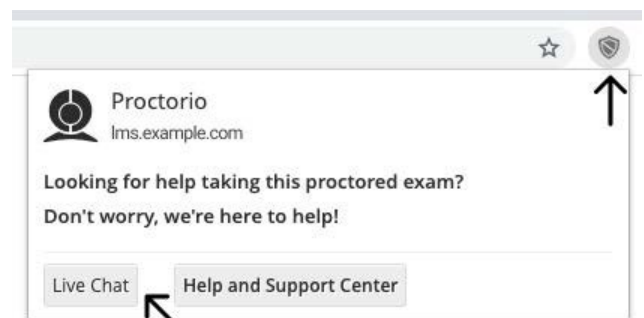 Proctorio
lms.example.com
Looking for help taking this proctored exam?
Don't worry, we're here to help!
Live Chat
Help and Support Center